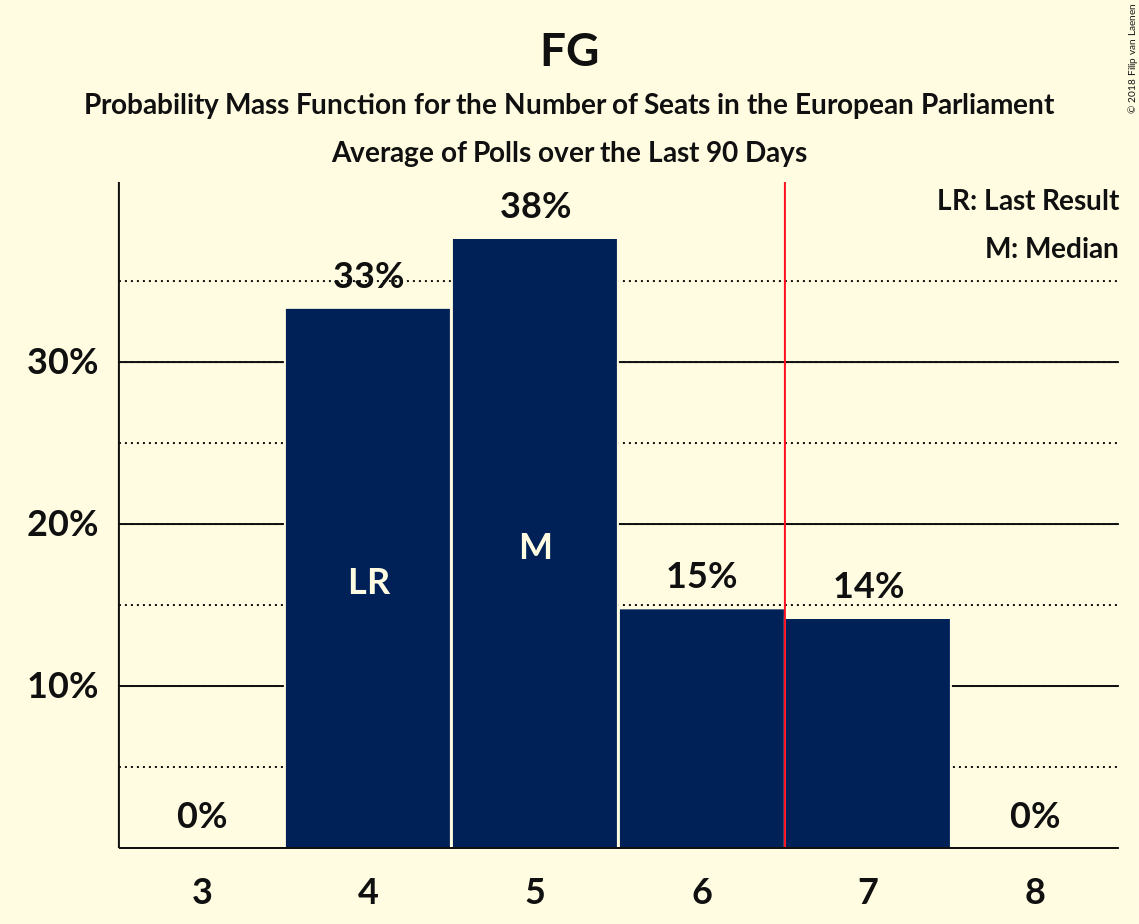 FG
Probability Mass Function for the Number of Seats in the European Parliament
Average of Polls over the Last 90 Days
© 2018 Filip van Laenen
LR: Last Result
M: Median
38%
33%
30%
20%
10%
LR
M
15%
14%
0%
0%
3 4 5 6 7 8